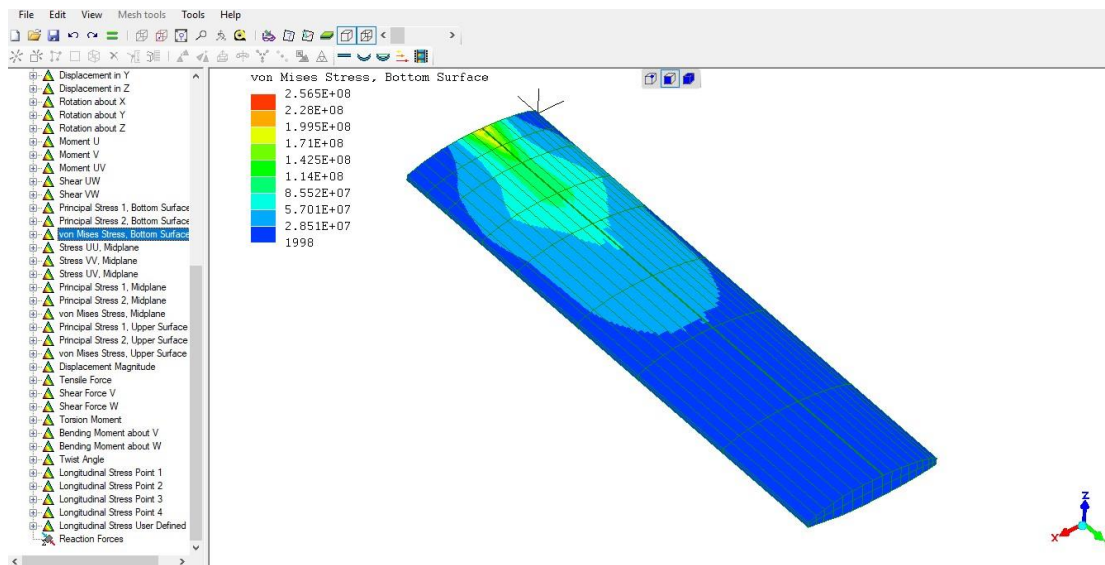 File Edit View Mesh tools Tools Help
Displacement in Y
Displacement in Z
Rotation about X
Rotation about Y
Rotation about Z
Moment U
Moment V
Moment UV
Shear UW
Shear VW
Principal Stress 1, Bottom Surface
Principal Stress 2, Bottom Surface
von Mises Stress, Bottom Surface
Stress UU, Midplane
Stress VV, Midplane
Stress UV, Midplane
Principal Stress 1, Midplane
Principal Stress 2, Midplane
von Mises Stress, Midplane
Principal Stress 1, Upper Surface
Principal Stress 2, Upper Surface
von Mises Stress, Upper Surface
Displacement Magnitude
Tensile Force
Shear Force V
Shear Force W
Torsion Moment
Bending Moment about V
Bending Moment about W
Twist Angle
Longitudinal Stress Point 1
Longitudinal Stress Point 2
Longitudinal Stress Point 3
Longitudinal Stress Point 4
Longitudinal Stress User Defined
Reaction Forces
von Mises Stress, Bottom Surface
2.565E+08
2.28E+08
1.995E+08
1.71E+08
1.425E+08
1.14E+08
8.552E+07
5.701E+07
2.851E+07
1998
Z
X